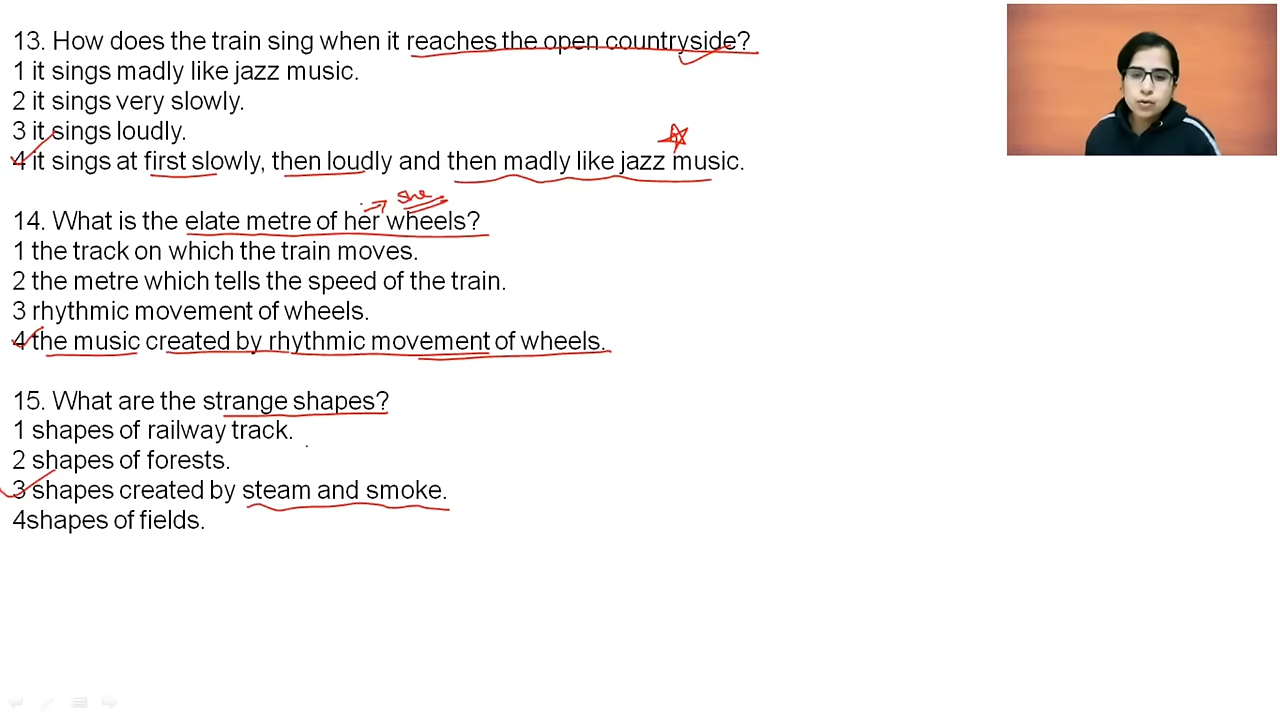 13. How does the train sing when it reaches the open countryside?
1 it sings madly like jazz music.
2 it sings very slowly.
3 it sings loudly.
4 it sings at first slowly, then loudly and then madly like jazz music.
she
14. What is the elate metre of her wheels?
1 the track on which the train moves.
2 the metre which tells the speed of the train.
3 rhythmic movement of wheels.
4 the music created by rhythmic movement of wheels.
15. What are the strange shapes?
1 shapes of railway track.
2 shapes of forests.
3 shapes created by steam and smoke.
4shapes of fields.